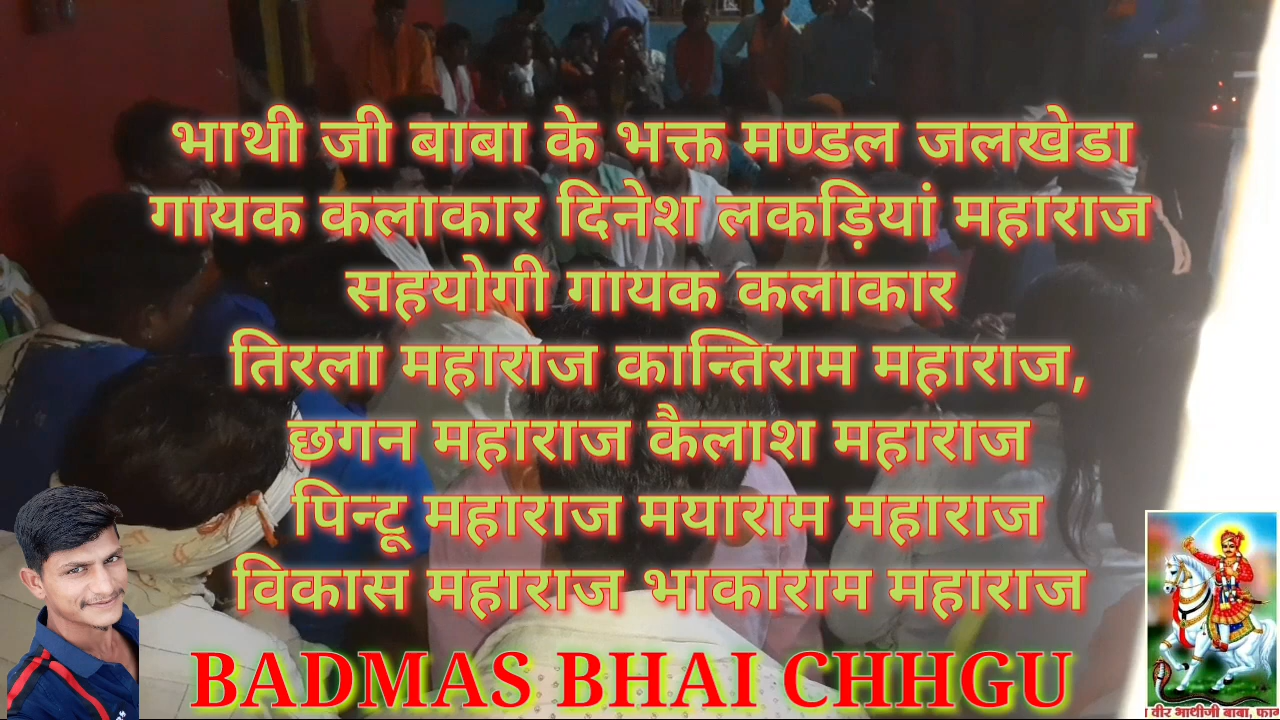 भाथी जी बाबा के भक्त मण्डल जलखेडा
गायक कलाकार दिनेश लकड़ियां महाराज
सहयोगी गायक कलाकार
तिरला महाराज कान्तिराम महाराज,
छगन महाराज कैलाश महाराज
पिन्टू महाराज मयाराम महाराज
विकास महाराज भाकाराम महाराज
BADMAS BHAI CHHGU
वीर भाथीजी बाबा,